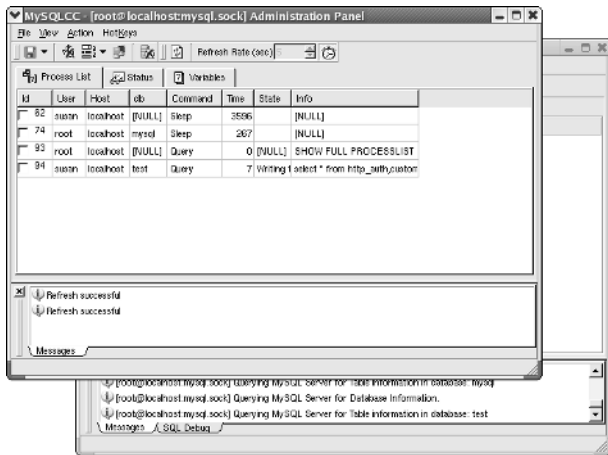 MySQLCC - [root@localhost:mysql.sock] Administration Panel
File View Action HotKeys
Refresh Rate (sec) 5
Process List Status Variables
Id User Host db Command Time State Info
62 susan localhost [NULL] Sleep 3596 [NULL]
74 root localhost mysql Sleep 267 [NULL]
93 root localhost [NULL] Query 0 [NULL] SHOW FULL PROCESSLIST
94 susan localhost test Query 7 Writing t select * from http_auth,custom
Refresh successful
Refresh successful
Messages
[root@localhost:mysql.sock] Querying MySQL Server for Table information in database: mysql
[root@localhost:mysql.sock] Querying MySQL Server for Database Information.
[root@localhost:mysql.sock] Querying MySQL Server for Table information in database: test
Messages SQL Debug